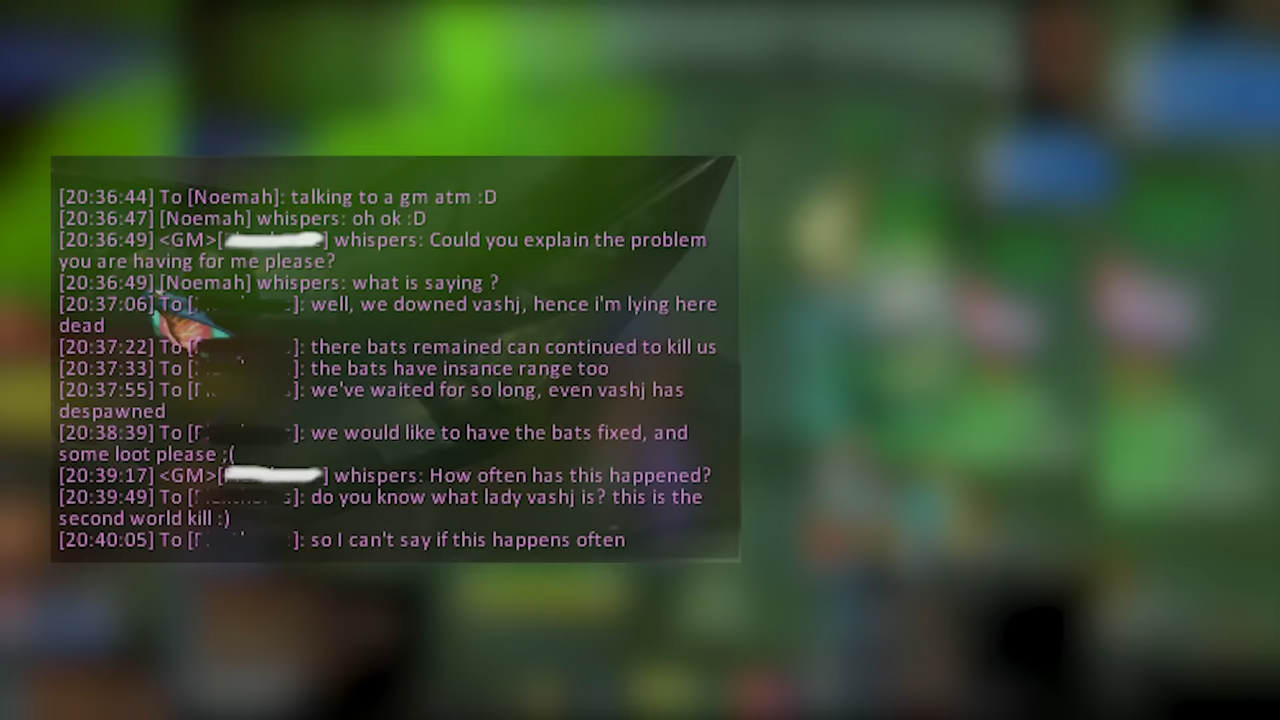 [20:36:44] To [Noemah]: talking to a gm atm :D
[20:36:47] [Noemah] whispers: oh ok :D
[20:36:49] <GM>[ ] whispers: Could you explain the problem
you are having for me please?
[20:36:49] [Noemah] whispers: what is saying ?
[20:37:06] To [ ]: well, we downed vashj, hence i'm lying here
dead
[20:37:22] To [ ]: there bats remained can continued to kill us
[20:37:33] To [ ]: the bats have insance range too
[20:37:55] To [ ]: we've waited for so long, even vashj has
despawned
[20:38:39] To [ ]: we would like to have the bats fixed, and
some loot please ;(
[20:39:17] <GM>[ ] whispers: How often has this happened?
[20:39:49] To [ ]: do you know what lady vashj is? this is the
second world kill :)
[20:40:05] To [ ]: so I can't say if this happens often